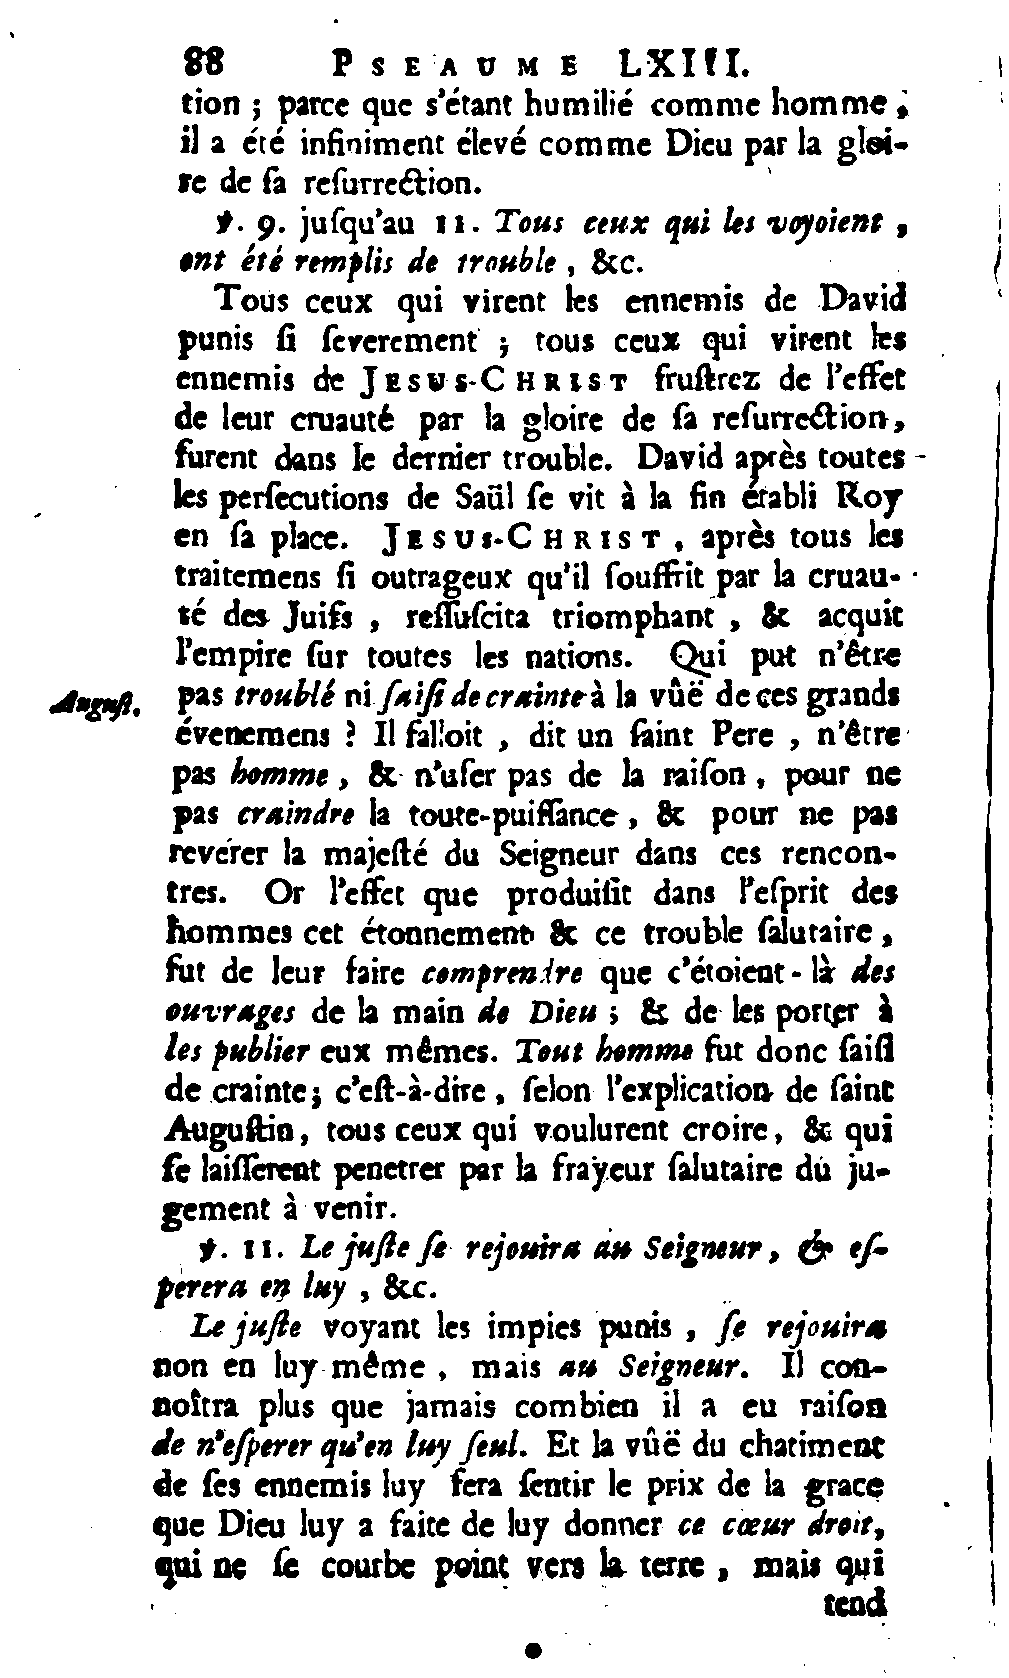 88 PSEAUME LXIII.
tion ; parce que s'étant humilié comme homme,
il a été infiniment élevé comme Dieu par la gloi-
re de ſa reſurrection.
℣. 9. juſqu'au 11. Tous ceux qui les voyoient ,
ont été remplis de trouble , &c.
Tous ceux qui virent les ennemis de David
punis ſi ſeverement ; tous ceux qui virent les
ennemis de JESUS-CHRIST fruſtrez de l'effet
de leur cruauté par la gloire de ſa reſurrection,
furent dans le dernier trouble. David après toutes
les perſecutions de Saül ſe vit à la fin établi Roy
en ſa place. JESUS-CHRIST, après tous les
traitemens ſi outrageux qu'il ſouffrit par la cruau-
té des Juifs , reſſuſcita triomphant , & acquit
l'empire ſur toutes les nations. Qui put n'être
Auguſt. pas troublé ni ſaiſi de crainte à la vûë de ces grands
évenemens ? Il falloit , dit un ſaint Pere , n'être
pas homme , & n'uſer pas de la raiſon , pour ne
pas craindre la toute-puiſſance , & pour ne pas
reverer la majeſté du Seigneur dans ces rencon-
tres. Or l'effet que produiſit dans l'eſprit des
hommes cet étonnement & ce trouble ſalutaire ,
fut de leur faire comprendre que c'étoient-là des
ouvrages de la main de Dieu ; & de les porter à
les publier eux mêmes. Tout homme fut donc ſaiſi
de crainte; c'eſt-à-dire , ſelon l'explication de ſaint
Auguſtin, tous ceux qui voulurent croire, & qui
ſe laiſſerent penetrer par la frayeur ſalutaire du ju-
gement à venir.
℣. 11. Le juſte ſe rejouira au Seigneur, & eſ-
perera en luy , &c.
Le juſte voyant les impies punis , ſe rejouira
non en luy même , mais au Seigneur. Il con-
noîtra plus que jamais combien il a eu raiſon
de n'eſperer qu'en luy ſeul. Et la vûë du chatiment
de ſes ennemis luy fera ſentir le prix de la grace
que Dieu luy a faite de luy donner ce cœur droit,
qui ne ſe courbe point vers la terre , mais qui
tend